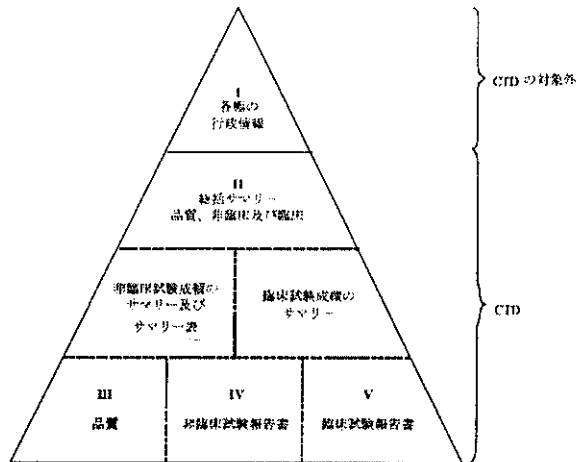 I
各極の
行政情報
CTD の対象外
II
総括サマリー
品質、非臨床及び臨床
非臨床試験成績の
サマリー及び
サマリー表
臨床試験成績の
サマリー
CTD
III
品質
IV
非臨床試験報告書
V
臨床試験報告書